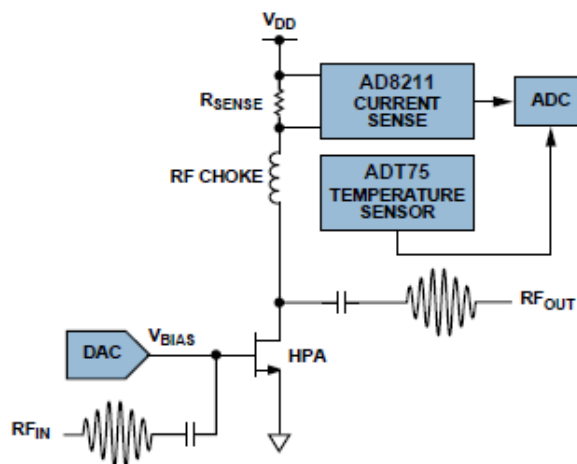 VDD
AD8211
CURRENT
SENSE
ADC
RSENSE
RF CHOKE
ADT75
TEMPERATURE
SENSOR
RFOUT
DAC
VBIAS
HPA
RFIN